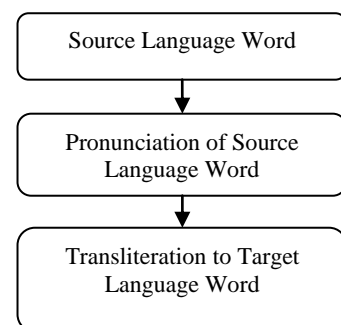 Source Language Word
Pronunciation of Source
Language Word
Transliteration to Target
Language Word